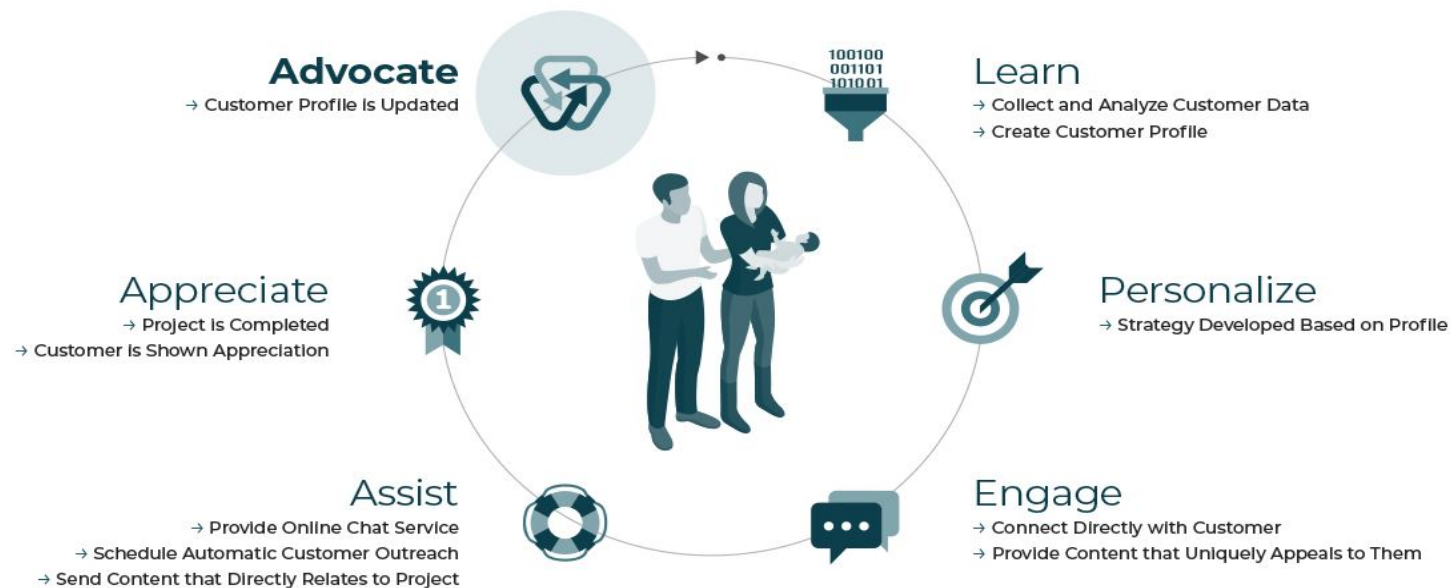 Advocate
→ Customer Profile is Updated
100100
001101
101001
Learn
→ Collect and Analyze Customer Data
→ Create Customer Profile
Appreciate
→ Project is Completed
→ Customer is Shown Appreciation
1
Personalize
→ Strategy Developed Based on Profile
Assist
→ Provide Online Chat Service
→ Schedule Automatic Customer Outreach
→ Send Content that Directly Relates to Project
Engage
→ Connect Directly with Customer
→ Provide Content that Uniquely Appeals to Them